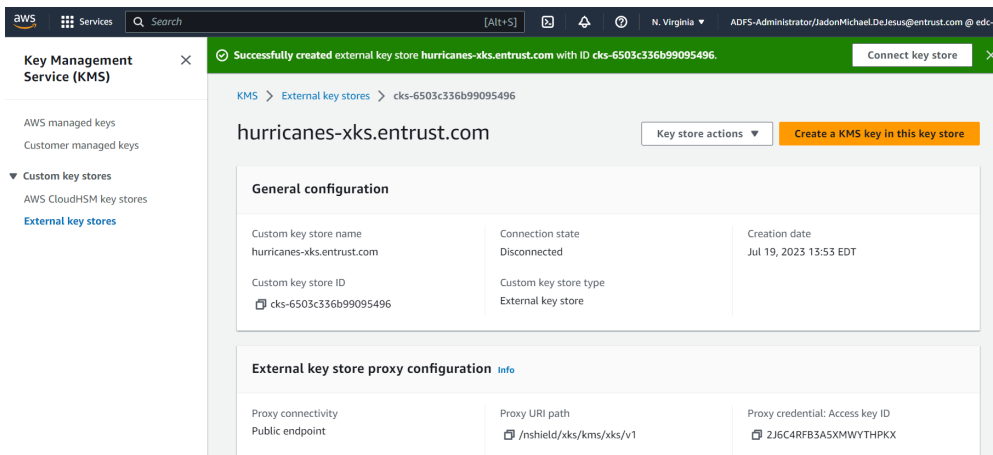 aws Services Search [Alt+S] N. Virginia ▼ ADFS-Administrator/JadonMichael.DeJesus@entrust.com @ edc-
Key Management
Service (KMS)
AWS managed keys
Customer managed keys
▼ Custom key stores
AWS CloudHSM key stores
External key stores
Successfully created external key store hurricanes-xks.entrust.com with ID cks-6503c336b99095496. Connect key store
KMS > External key stores > cks-6503c336b99095496
hurricanes-xks.entrust.com Key store actions ▼ Create a KMS key in this key store
General configuration
Custom key store name Connection state Creation date
hurricanes-xks.entrust.com Disconnected Jul 19, 2023 13:53 EDT
Custom key store ID Custom key store type
cks-6503c336b99095496 External key store
External key store proxy configuration Info
Proxy connectivity Proxy URI path Proxy credential: Access key ID
Public endpoint /nshield/xks/kms/xks/v1 2J6C4RFB3A5XMWYTHPKX